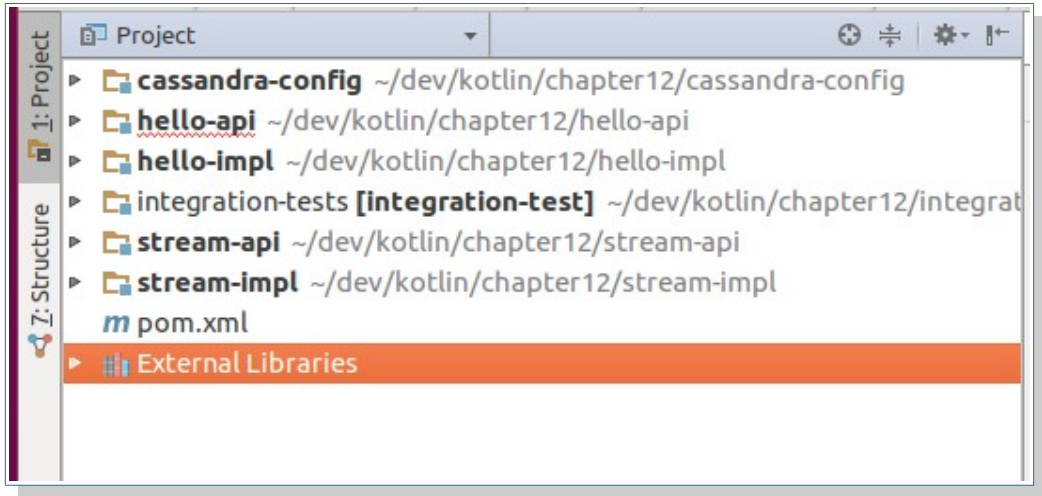 1: Project
7: Structure
Project
cassandra-config ~/dev/kotlin/chapter12/cassandra-config
hello-api ~/dev/kotlin/chapter12/hello-api
hello-impl ~/dev/kotlin/chapter12/hello-impl
integration-tests [integration-test] ~/dev/kotlin/chapter12/integrat
stream-api ~/dev/kotlin/chapter12/stream-api
stream-impl ~/dev/kotlin/chapter12/stream-impl
m pom.xml
External Libraries